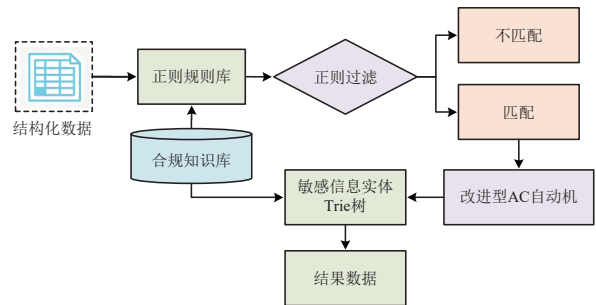 不匹配
正则规则库
正则过滤
结构化数据
匹配
合规知识库
敏感信息实体
Trie树
改进型AC自动机
结果数据